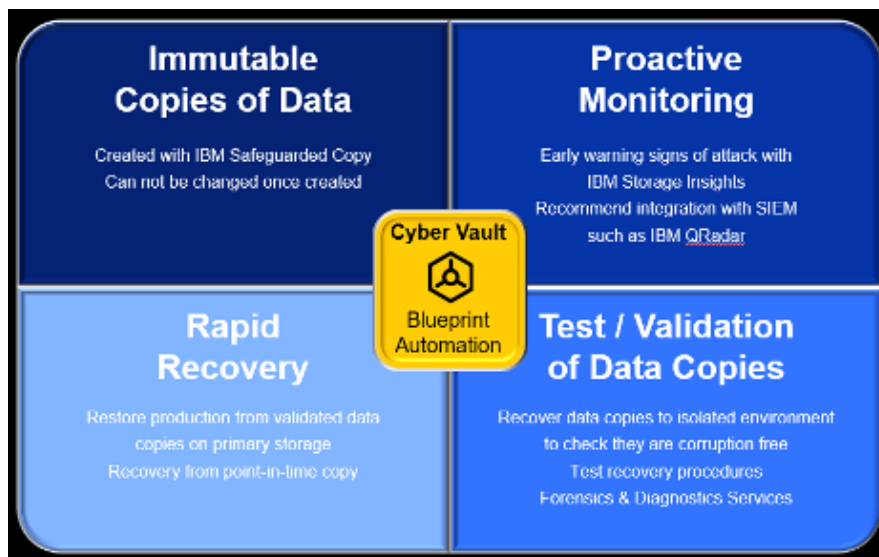 Immutable
Copies of Data
Created with IBM Safeguarded Copy
Can not be changed once created
Proactive
Monitoring
Early warning signs of attack with
IBM Storage Insights
Recommend integration with SIEM
such as IBM QRadar
Cyber Vault
Blueprint
Automation
Rapid
Recovery
Restore production from validated data
copies on primary storage
Recovery from point-in-time copy
Test / Validation
of Data Copies
Recover data copies to isolated environment
to check they are corruption free
Test recovery procedures
Forensics & Diagnostics Services